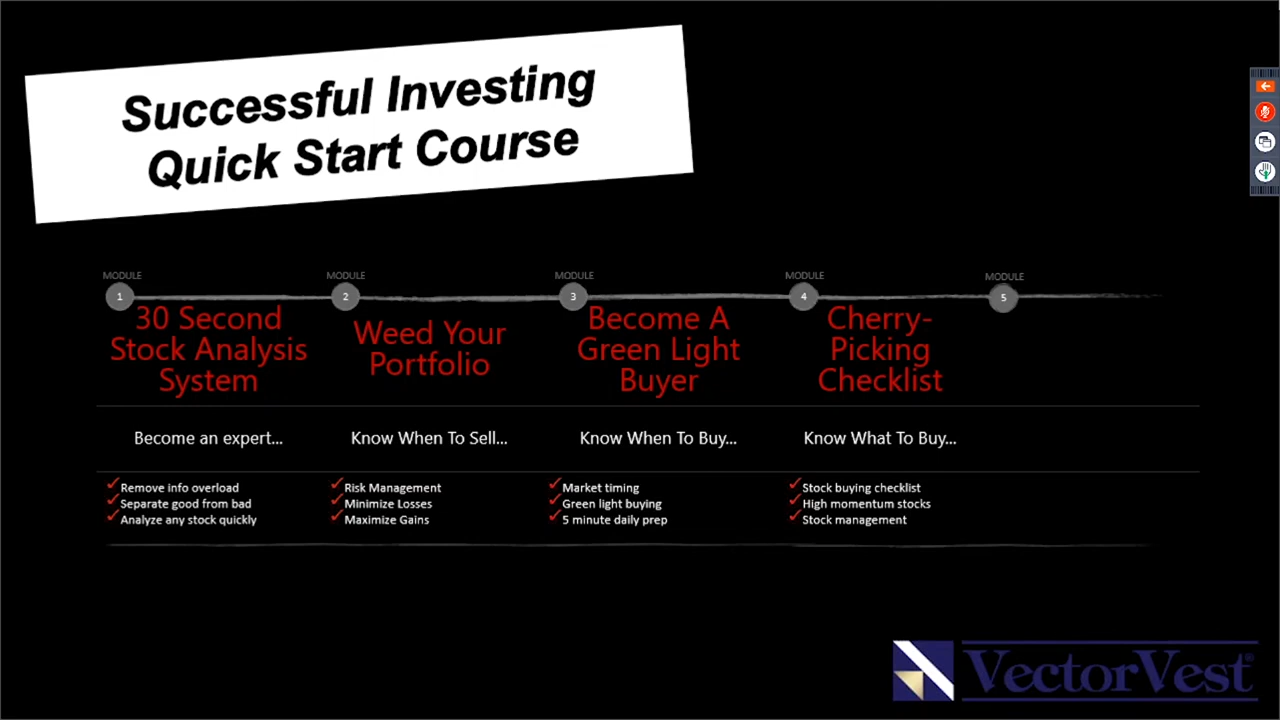 Successful Investing
Quick Start Course
MODULE
1
30 Second
Stock Analysis
System
Become an expert...
Remove info overload
Separate good from bad
Analyze any stock quickly
MODULE
2
Weed Your
Portfolio
Know When To Sell...
Risk Management
Minimize Losses
Maximize Gains
MODULE
3
Become A
Green Light
Buyer
Know When To Buy...
Market timing
Green light buying
5 minute daily prep
MODULE
4
Cherry-
Picking
Checklist
Know What To Buy...
Stock buying checklist
High momentum stocks
Stock management
MODULE
5
VectorVest®